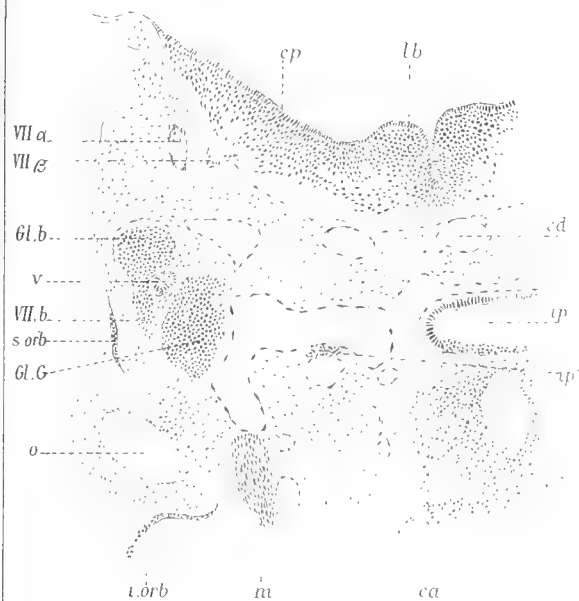 cp lb
VII a
VII β
Gl.b cd
V
VII.b ip
s orb
Gl.G ip'
o
i.orb m ca